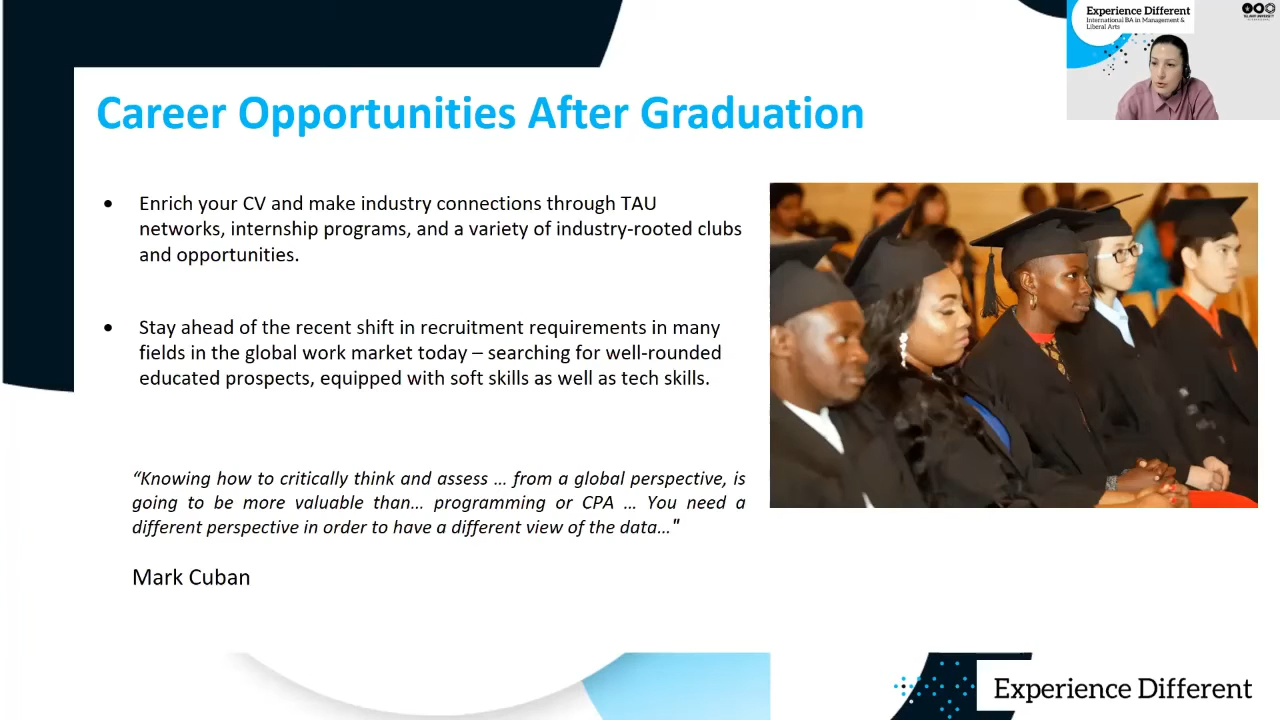 Experience Different
International BA in Management &
Liberal Arts
Career Opportunities After Graduation
• Enrich your CV and make industry connections through TAU
networks, internship programs, and a variety of industry-rooted clubs
and opportunities.
• Stay ahead of the recent shift in recruitment requirements in many
fields in the global work market today – searching for well-rounded
educated prospects, equipped with soft skills as well as tech skills.
“Knowing how to critically think and assess … from a global perspective, is
going to be more valuable than… programming or CPA … You need a
different perspective in order to have a different view of the data…"
Mark Cuban
Experience Different